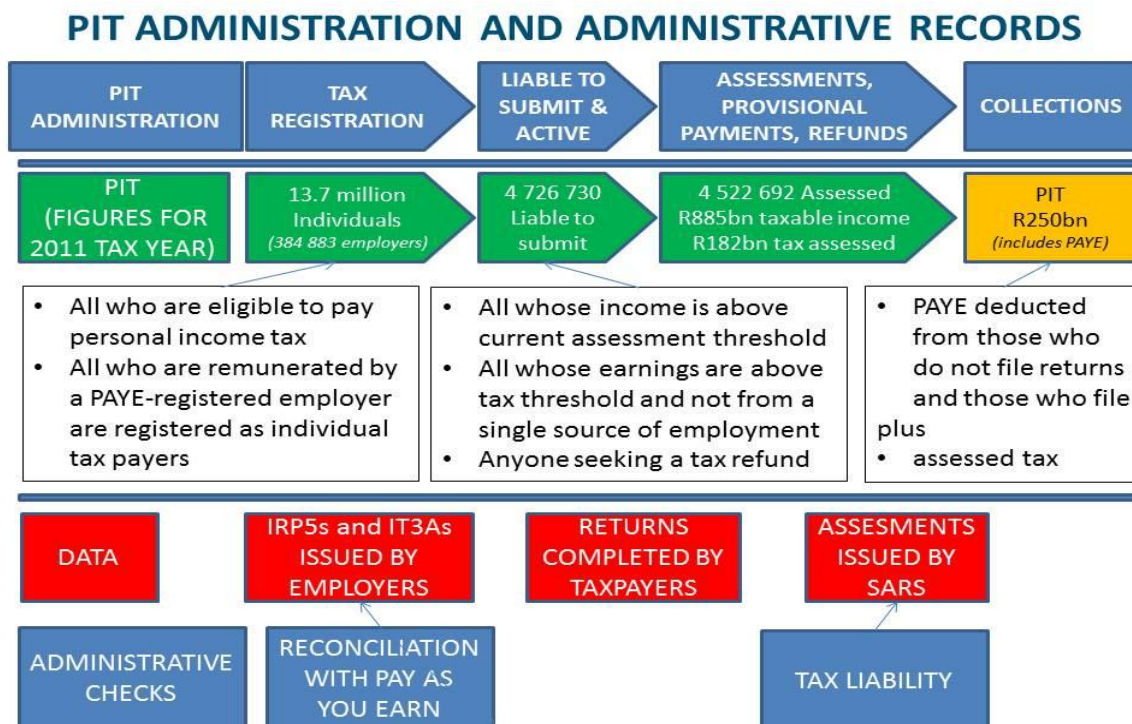 PIT ADMINISTRATION AND ADMINISTRATIVE RECORDS
PIT
ADMINISTRATION
TAX
REGISTRATION
LIABLE TO
SUBMIT &
ACTIVE
ASSESSMENTS,
PROVISIONAL
PAYMENTS, REFUNDS
COLLECTIONS
PIT
(FIGURES FOR
2011 TAX YEAR)
13.7 million
Individuals
(384 883 employers)
4 726 730
Liable to
submit
4 522 692 Assessed
R885bn taxable income
R182bn tax assessed
PIT
R250bn
(includes PAYE)
• All who are eligible to pay
personal income tax
• All who are remunerated by
a PAYE-registered employer
are registered as individual
tax payers
• All whose income is above
current assessment threshold
• All whose earnings are above
tax threshold and not from a
single source of employment
• Anyone seeking a tax refund
• PAYE deducted
from those who
do not file returns
and those who file
plus
• assessed tax
DATA
IRP5s and IT3As
ISSUED BY
EMPLOYERS
RETURNS
COMPLETED BY
TAXPAYERS
ASSESMENTS
ISSUED BY
SARS
ADMINISTRATIVE
CHECKS
RECONCILIATION
WITH PAY AS
YOU EARN
TAX LIABILITY